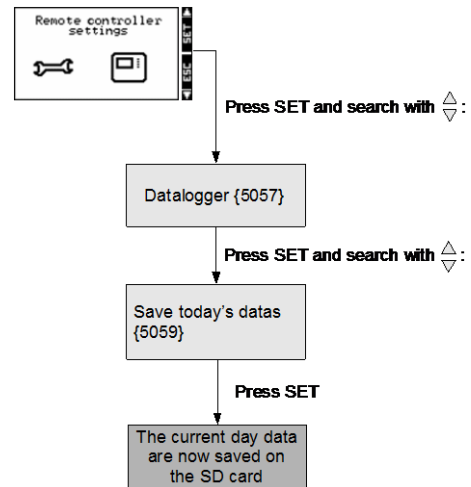 Remote controller
settings
SET
ESC
Press SET and search with :
Datalogger {5057}
Press SET and search with :
Save today's datas
{5059}
Press SET
The current day data
are now saved on
the SD card